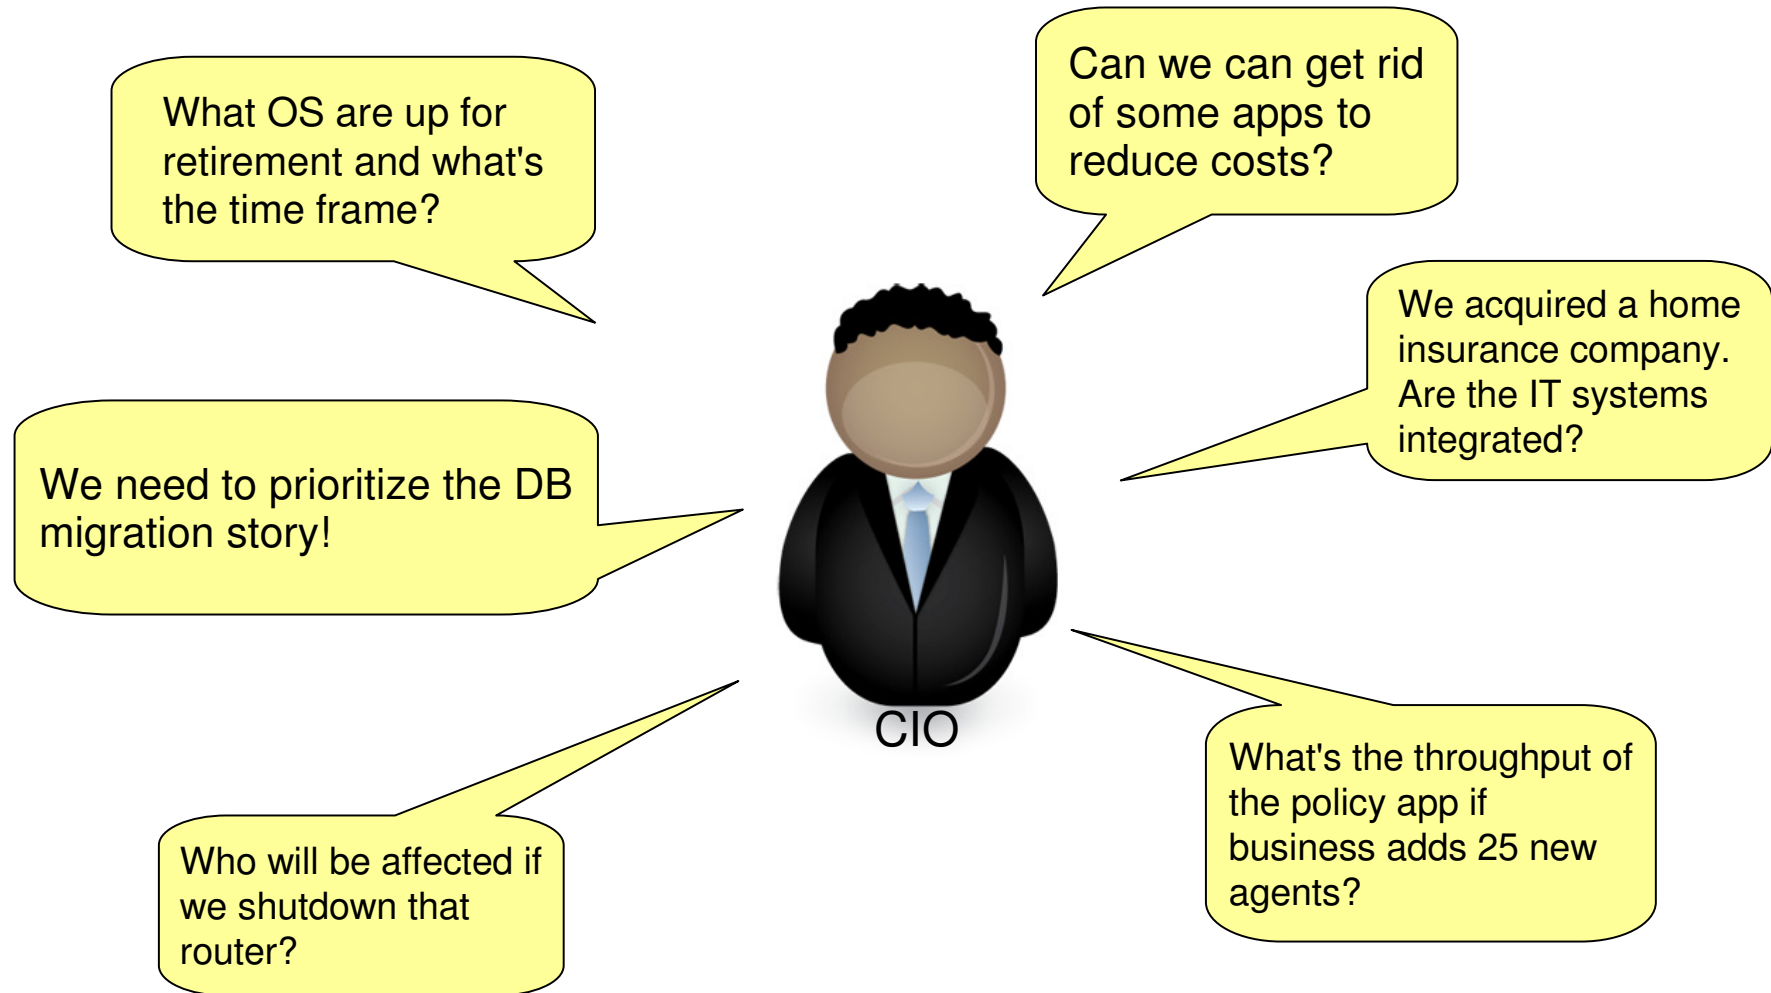 What OS are up for
retirement and what's
the time frame?
Can we can get rid
of some apps to
reduce costs?
We acquired a home
insurance company.
Are the IT systems
integrated?
We need to prioritize the DB
migration story!
CIO
What's the throughput of
the policy app if
business adds 25 new
agents?
Who will be affected if
we shutdown that
router?